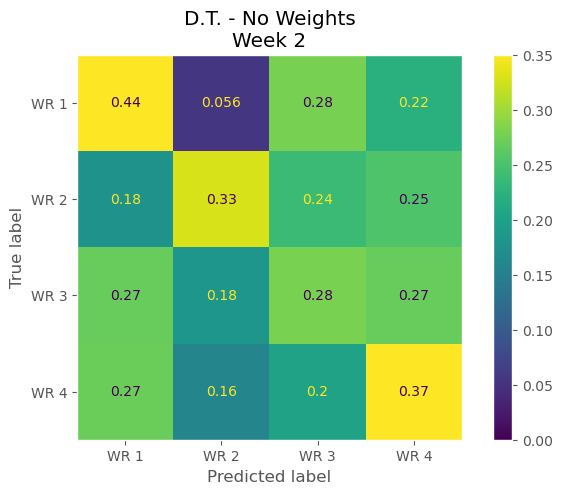 D.T. - No Weights
Week 2
True label
WR 1
0.44 0.056 0.28 0.22
WR 2
0.18 0.33 0.24 0.25
WR 3
0.27 0.18 0.28 0.27
WR 4
0.27 0.16 0.2 0.37
WR 1 WR 2 WR 3 WR 4
Predicted label
0.35
0.30
0.25
0.20
0.15
0.10
0.05
0.00